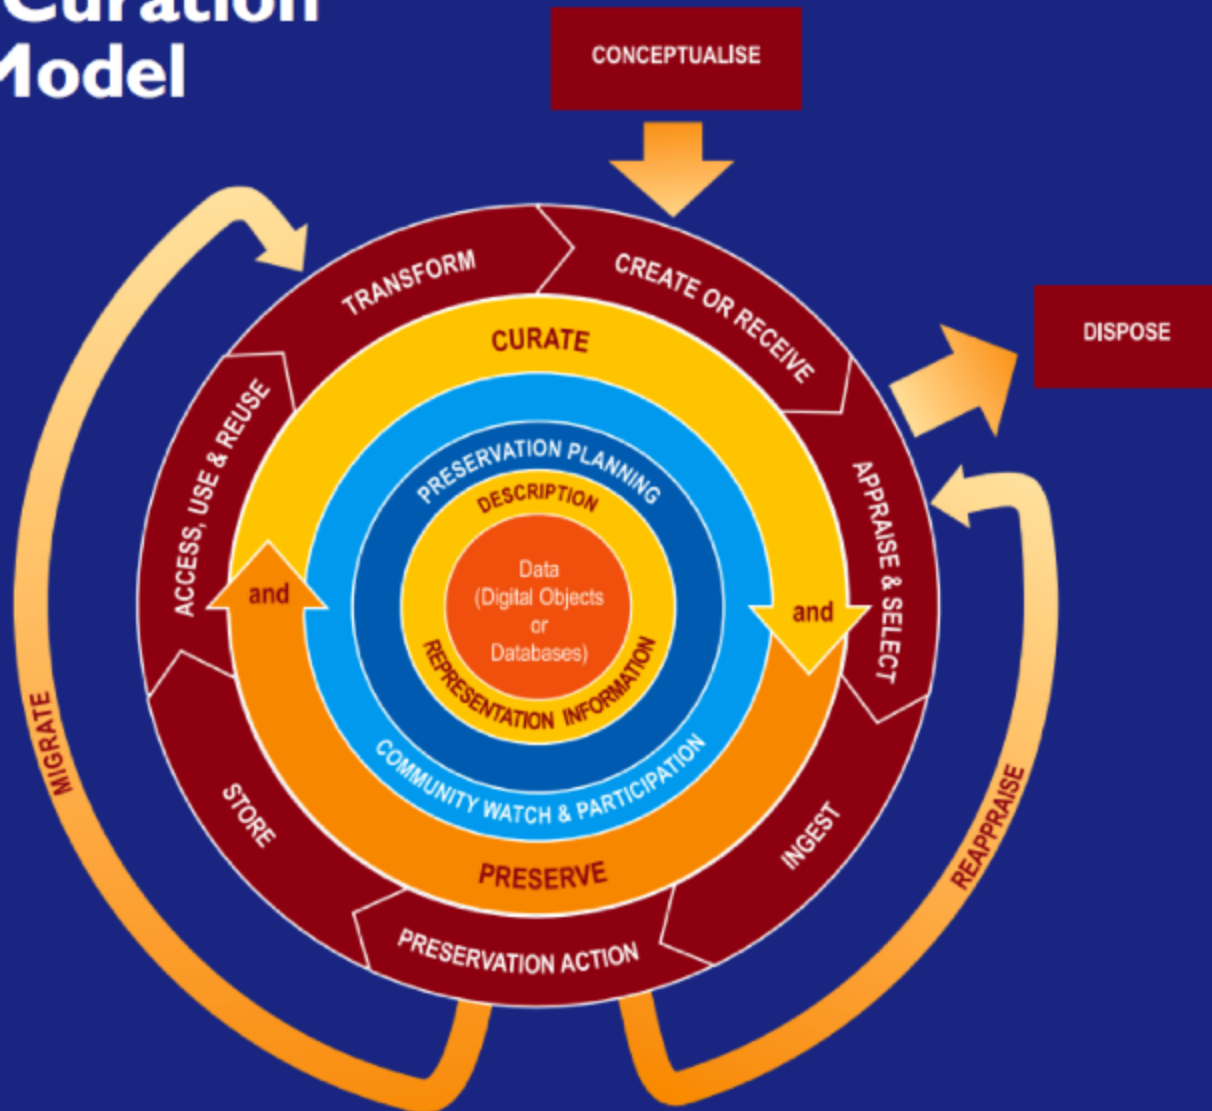 Curation
Model
CONCEPTUALISE
DISPOSE
TRANSFORM
CREATE OR RECEIVE
APPRAISE & SELECT
INGEST
PRESERVATION ACTION
STORE
ACCESS, USE & REUSE
CURATE
and
PRESERVE
and
PRESERVATION PLANNING
COMMUNITY WATCH & PARTICIPATION
DESCRIPTION
REPRESENTATION INFORMATION
Data
(Digital Objects
or
Databases)
MIGRATE
REAPPRAISE